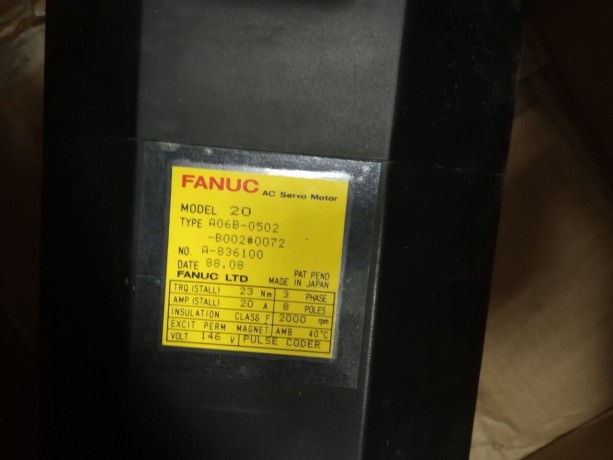 FANUC AC Servo Motor
MODEL 20
TYPE A06B-0502
-B002#0072
NO. A-836100
DATE 88.08
PAT PEND
FANUC LTD MADE IN JAPAN
TRQ (STALL) 23 Nm 3 PHASE
AMP (STALL) 20 A 8 POLES
INSULATION CLASS F 2000 rpm
EXCIT PERM MAGNET AMB 40°C
VOLT 146 V PULSE CODER